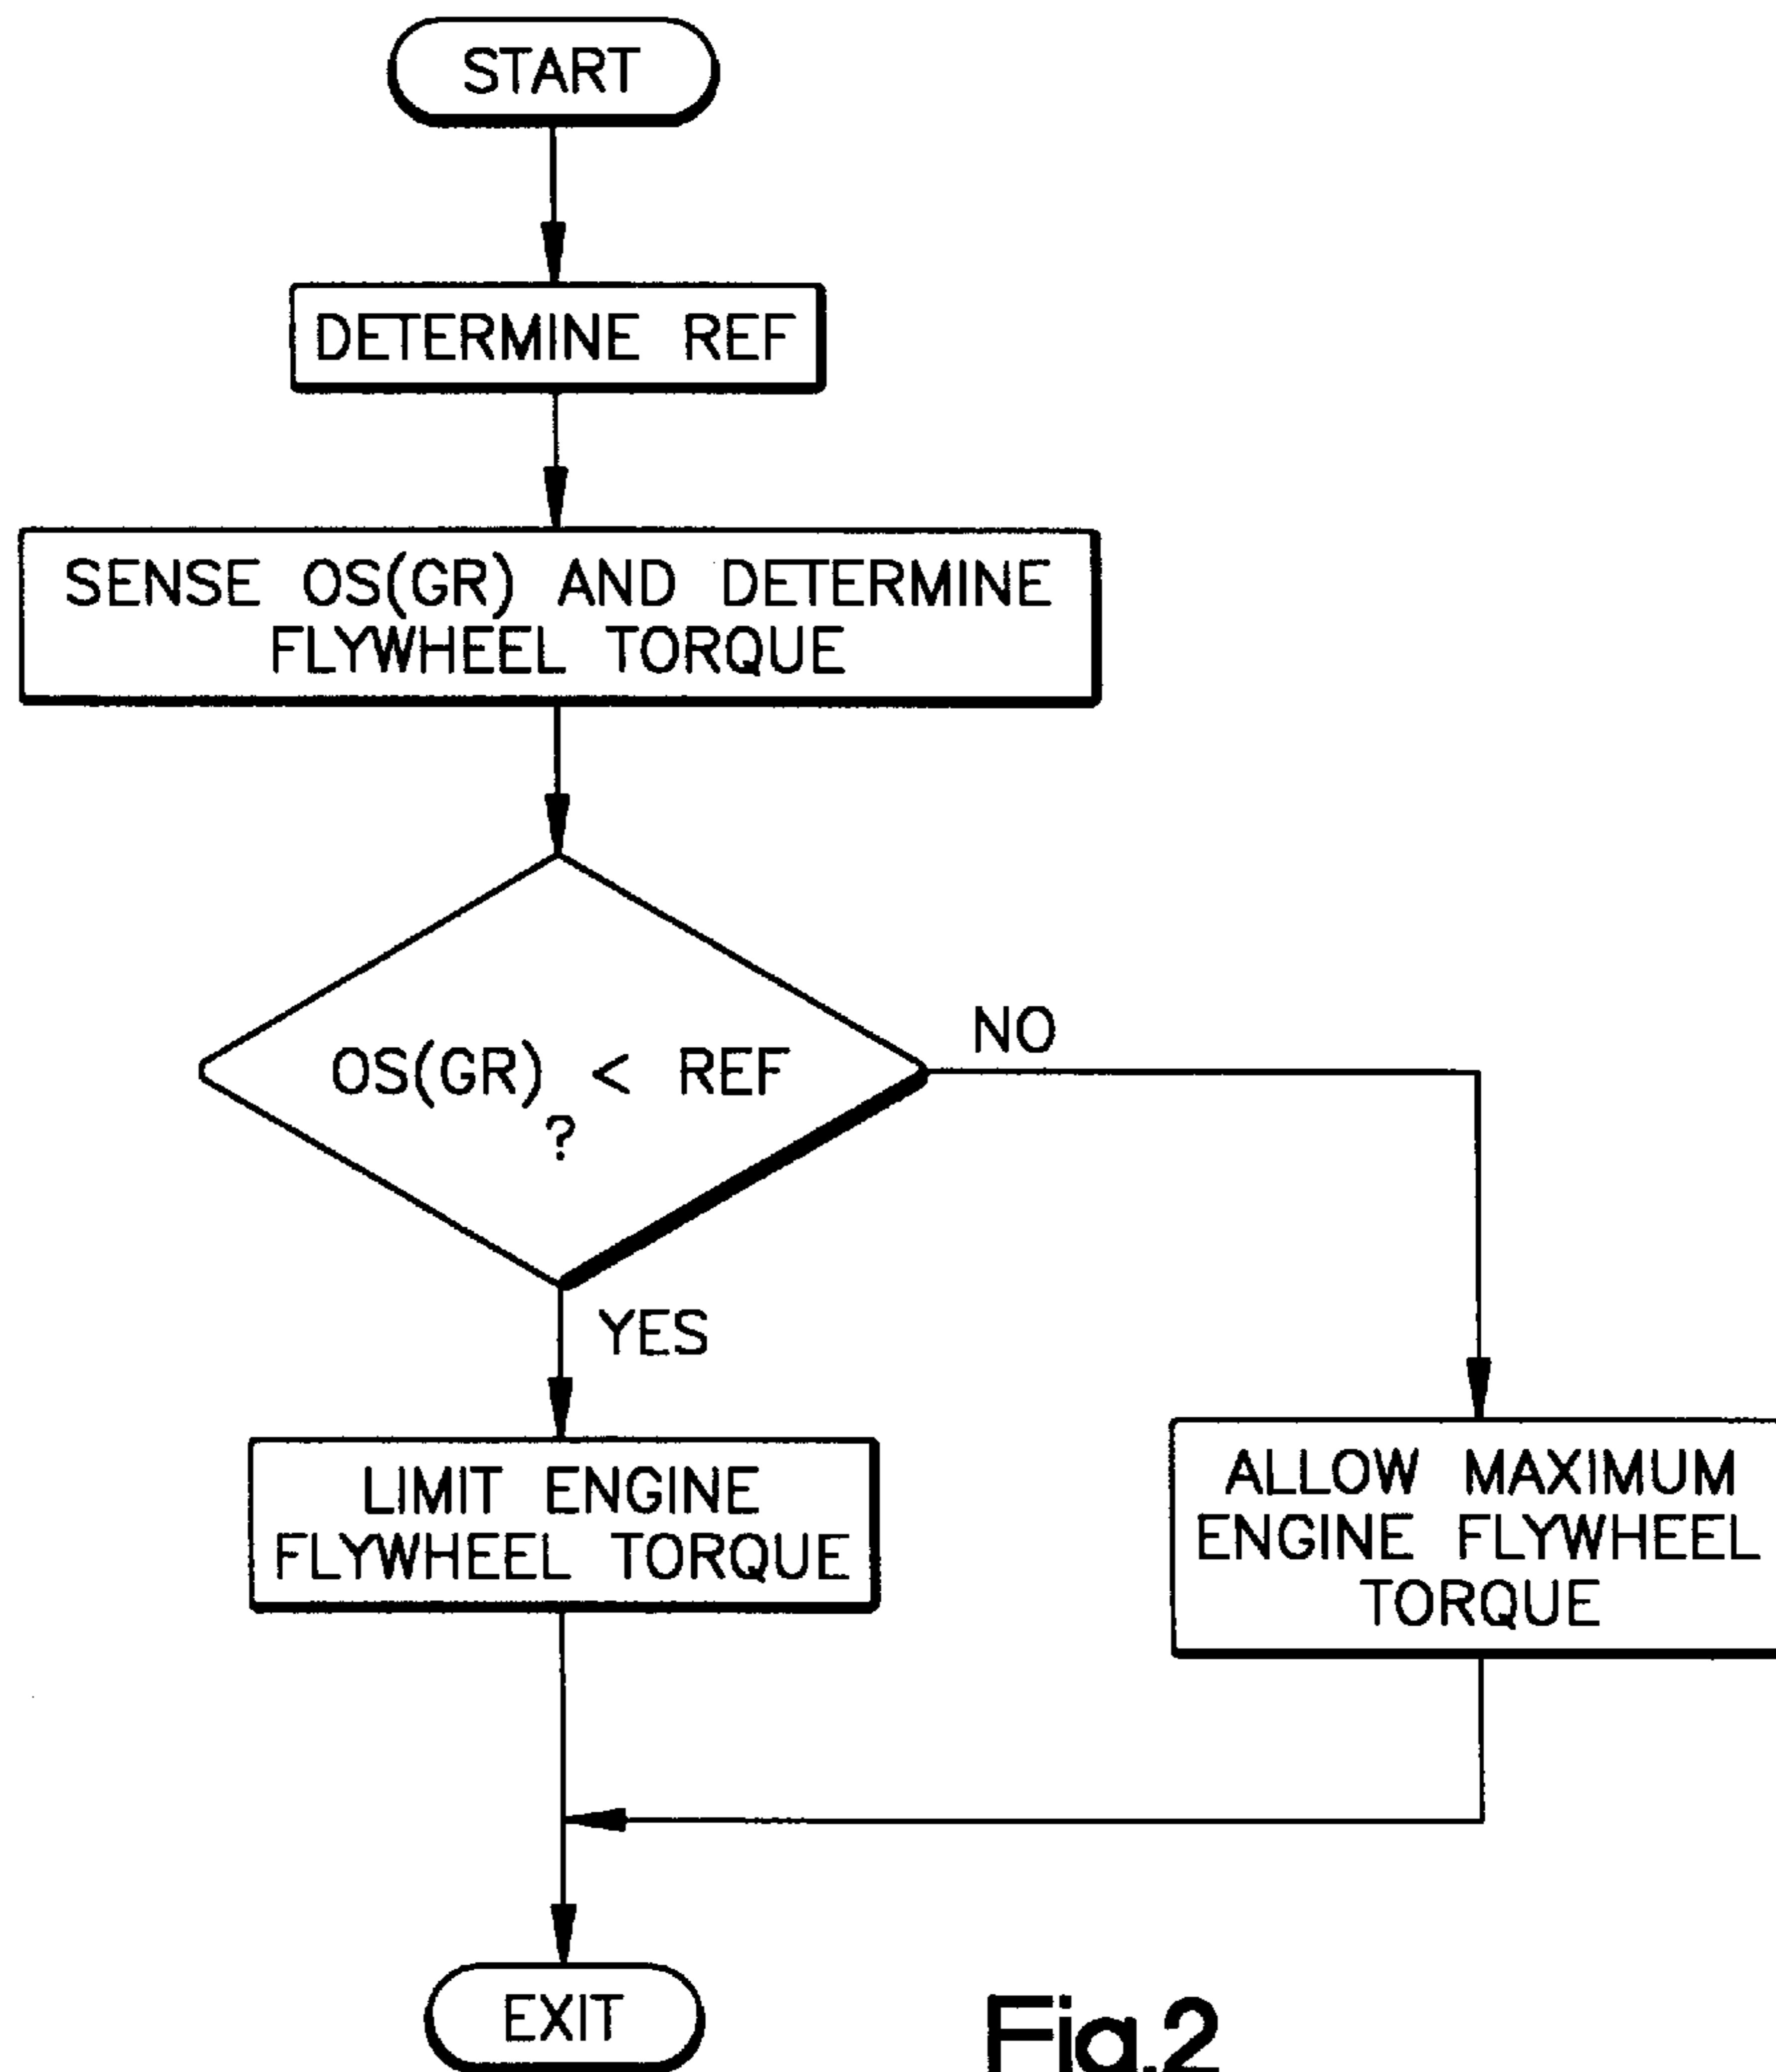 START
DETERMINE REF
SENSE OS(GR) AND DETERMINE
FLYWHEEL TORQUE
OS(GR) < REF
?
NO
YES
LIMIT ENGINE
FLYWHEEL TORQUE
ALLOW MAXIMUM
ENGINE FLYWHEEL
TORQUE
EXIT
Fig.2